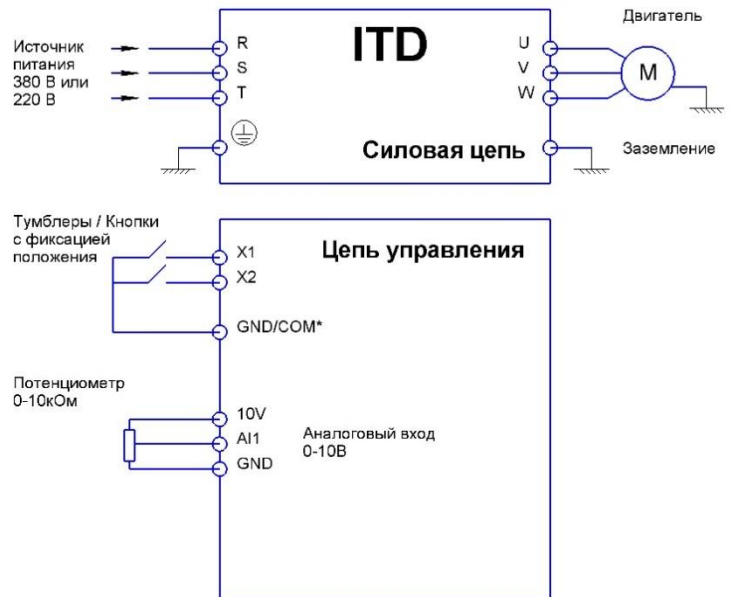 Двигатель
ITD
Источник
питания
380 В или
220 В
R
S
T
U
V
W
M
Силовая цепь
Заземление
Тумблеры / Кнопки
с фиксацией
положения
X1
X2
Цепь управления
GND/COM*
Потенциометр
0-10кОм
10V
AI1
GND
Аналоговый вход
0-10В